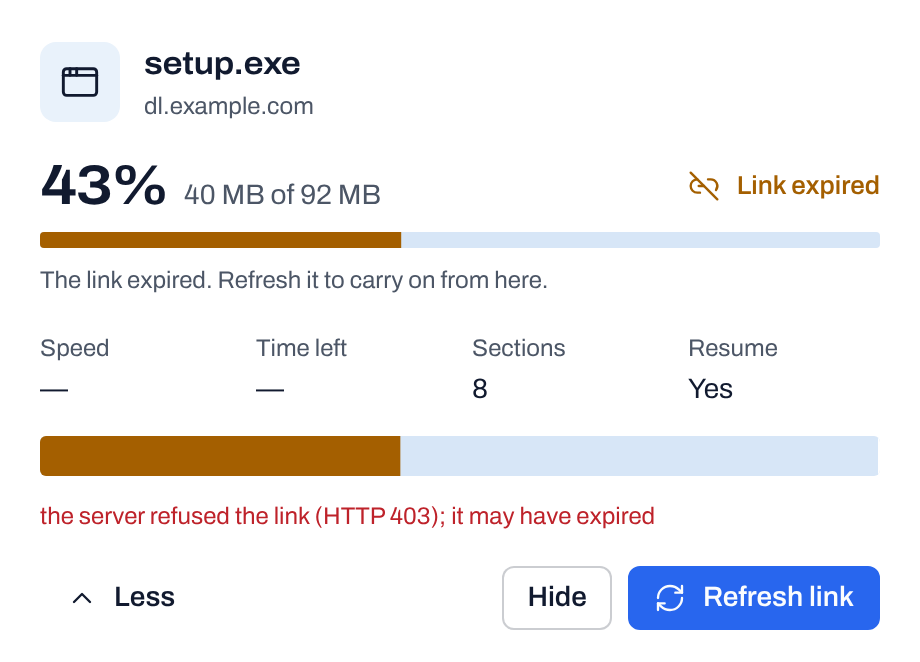 setup.exe
dl.example.com
43% 40 MB of 92 MB
Link expired
The link expired. Refresh it to carry on from here.
Speed Time left Sections Resume
— — 8 Yes
the server refused the link (HTTP 403); it may have expired
Less Hide Refresh link